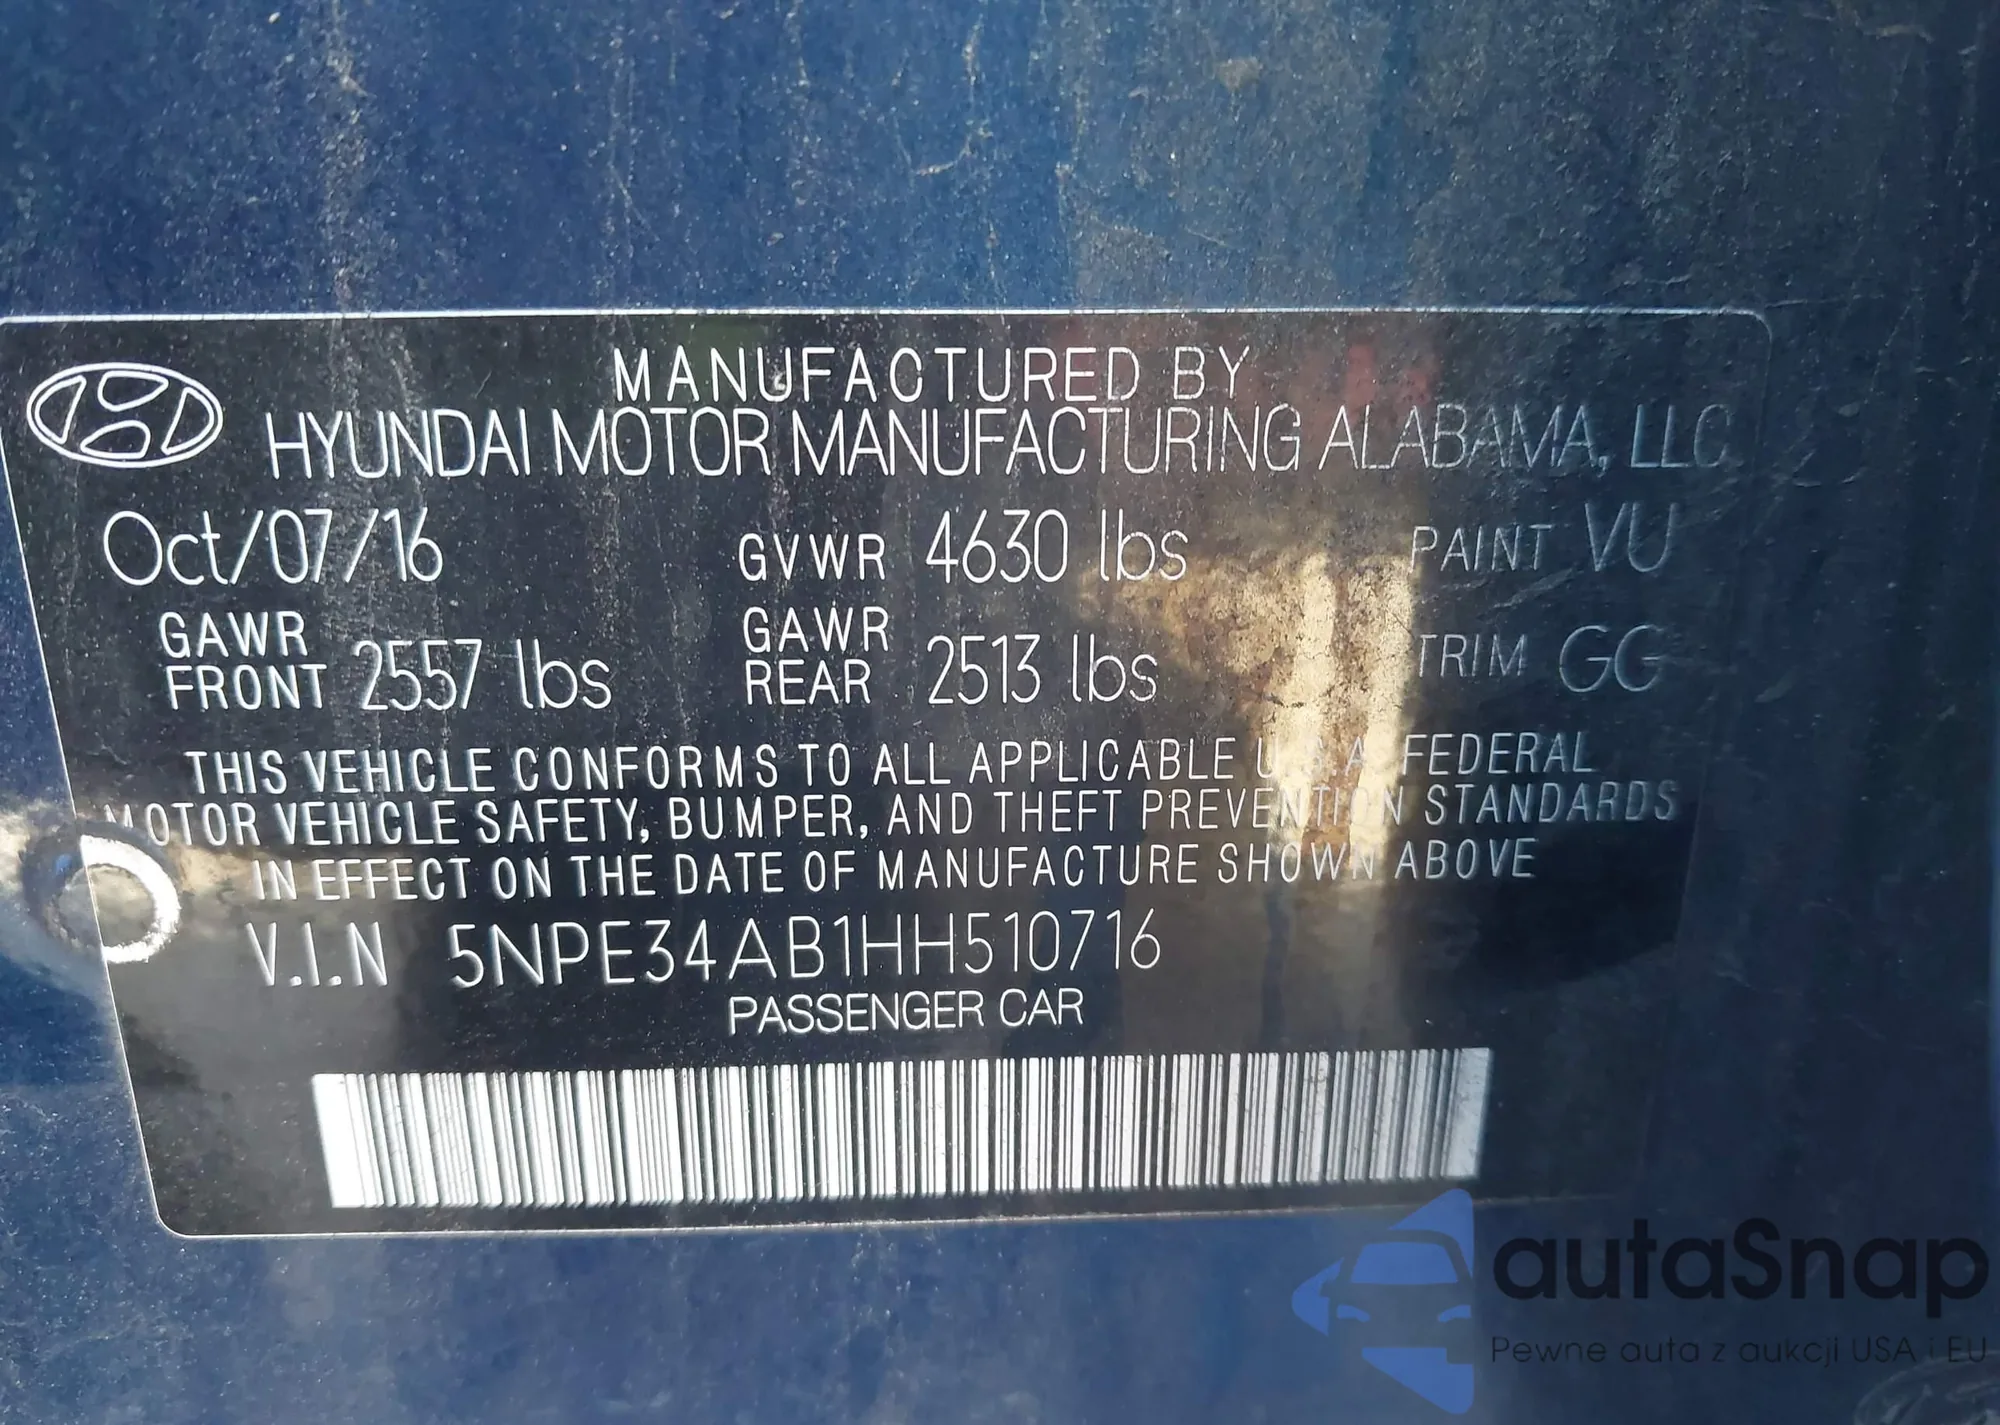 MANUFACTURED BY
HYUNDAI MOTOR MANUFACTURING ALABAMA, LLC
Oct/07/16 GVWR 4630 lbs PAINT VU
GAWR FRONT 2557 lbs GAWR REAR 2513 lbs TRIM GG
THIS VEHICLE CONFORMS TO ALL APPLICABLE U.S.A. FEDERAL
MOTOR VEHICLE SAFETY, BUMPER, AND THEFT PREVENTION STANDARDS
IN EFFECT ON THE DATE OF MANUFACTURE SHOWN ABOVE
V.I.N 5NPE34AB1HH510716
PASSENGER CAR
autaSnap
Pewne auta z aukcji USA i EU